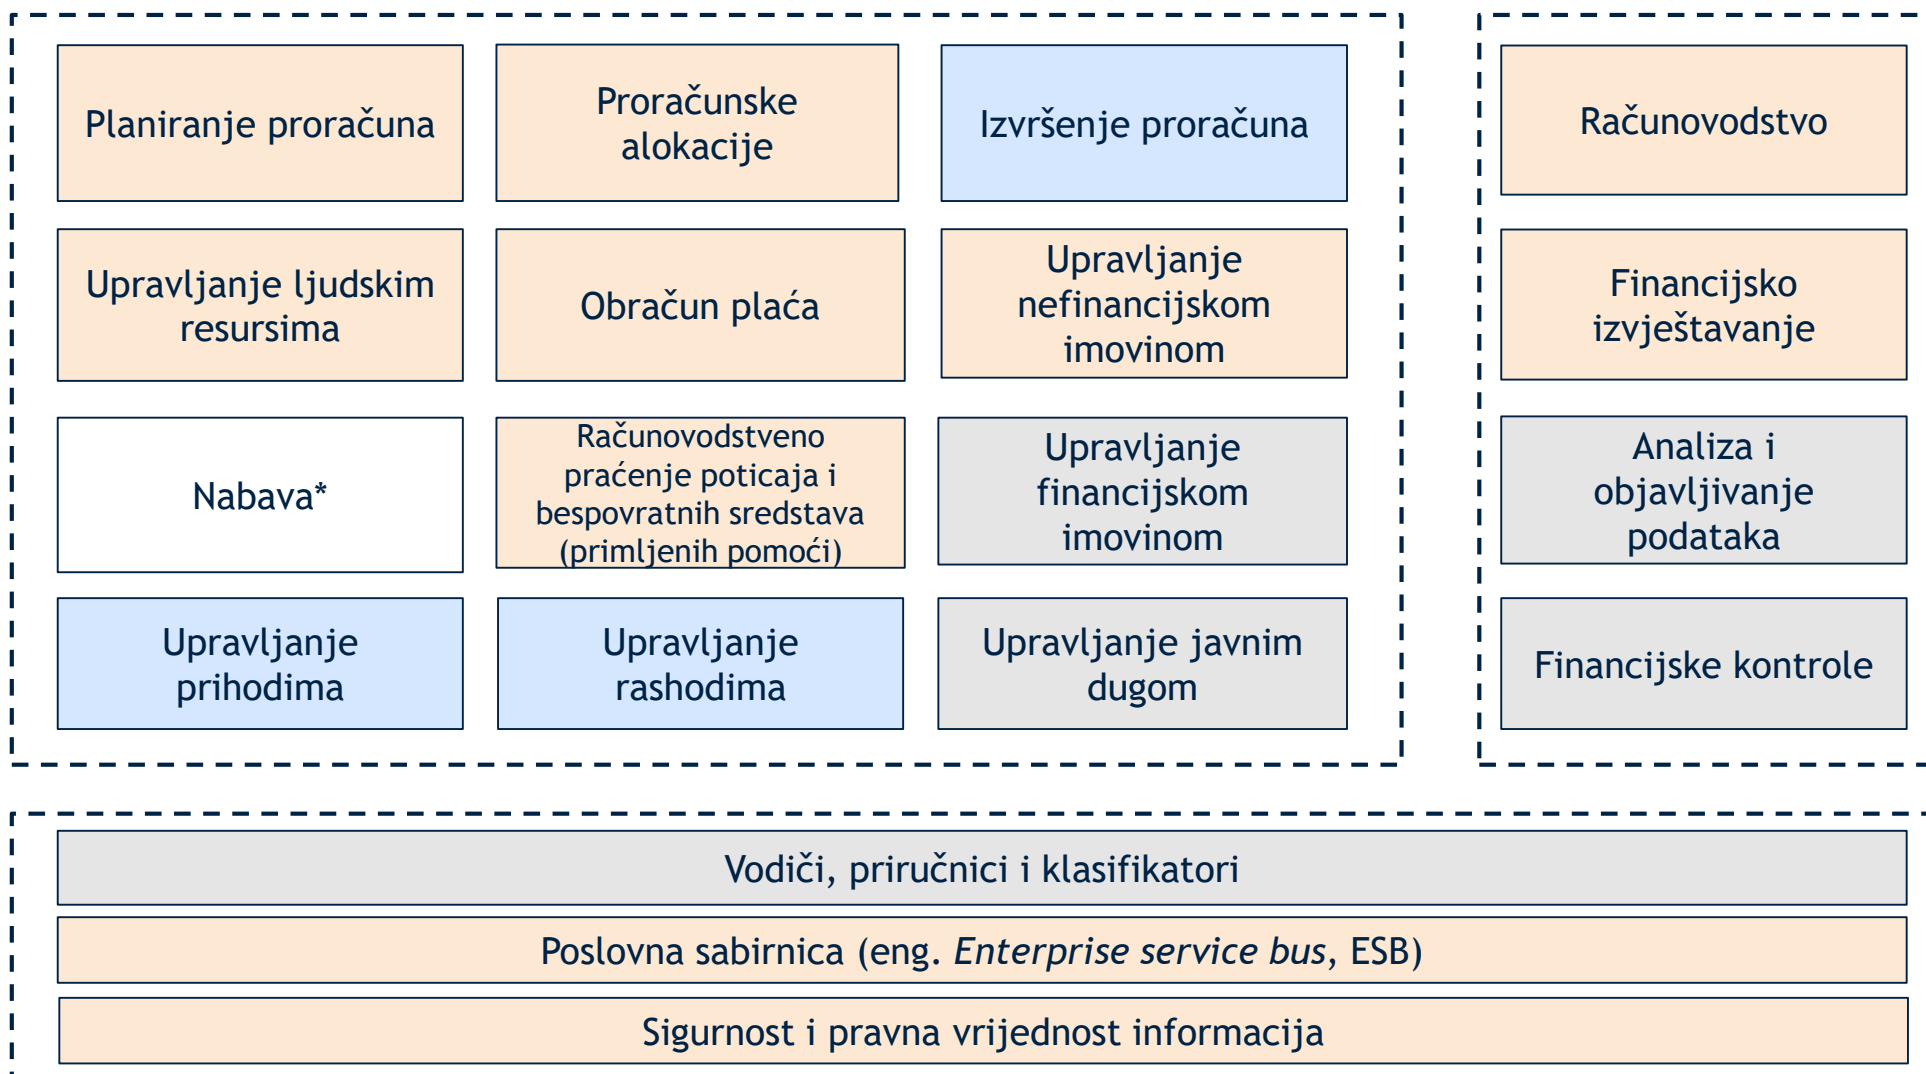 Planiranje proračuna
Proračunske
alokacije
Izvršenje proračuna
Računovodstvo
Upravljanje ljudskim
resursima
Obračun plaća
Upravljanje
nefinancijskom
imovinom
Financijsko
izvještavanje
Nabava*
Računovodstveno
praćenje poticaja i
bespovratnih sredstava
(primljenih pomoći)
Upravljanje
financijskom
imovinom
Analiza i
objavljivanje
podataka
Upravljanje
prihodima
Upravljanje
rashodima
Upravljanje javnim
dugom
Financijske kontrole
Vodiči, priručnici i klasifikatori
Poslovna sabirnica (eng. Enterprise service bus, ESB)
Sigurnost i pravna vrijednost informacija